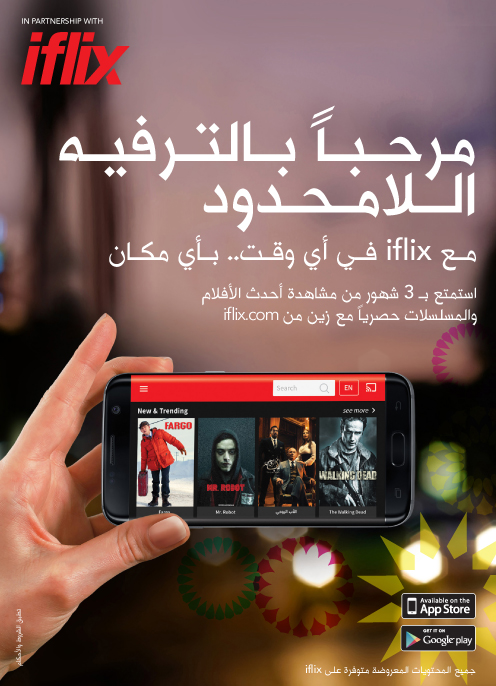 IN PARTNERSHIP WITH
iflix
مرحباً بالترفيه
اللامحدود
مع iflix في أي وقت.. بأي مكان
استمتع بـ 3 شهور من مشاهدة أحدث الأفلام
والمسلسلات حصرياً مع زين من iflix.com
Search
EN
New & Trending
see more
FARGO
MR. ROBOT
THE WALKING DEAD
Fargo
Mr. Robot
The Walking Dead
Available on the
App Store
GET IT ON
Google play
تطبق الشروط والأحكام
جميع المحتويات المعروضة متوفرة على iflix